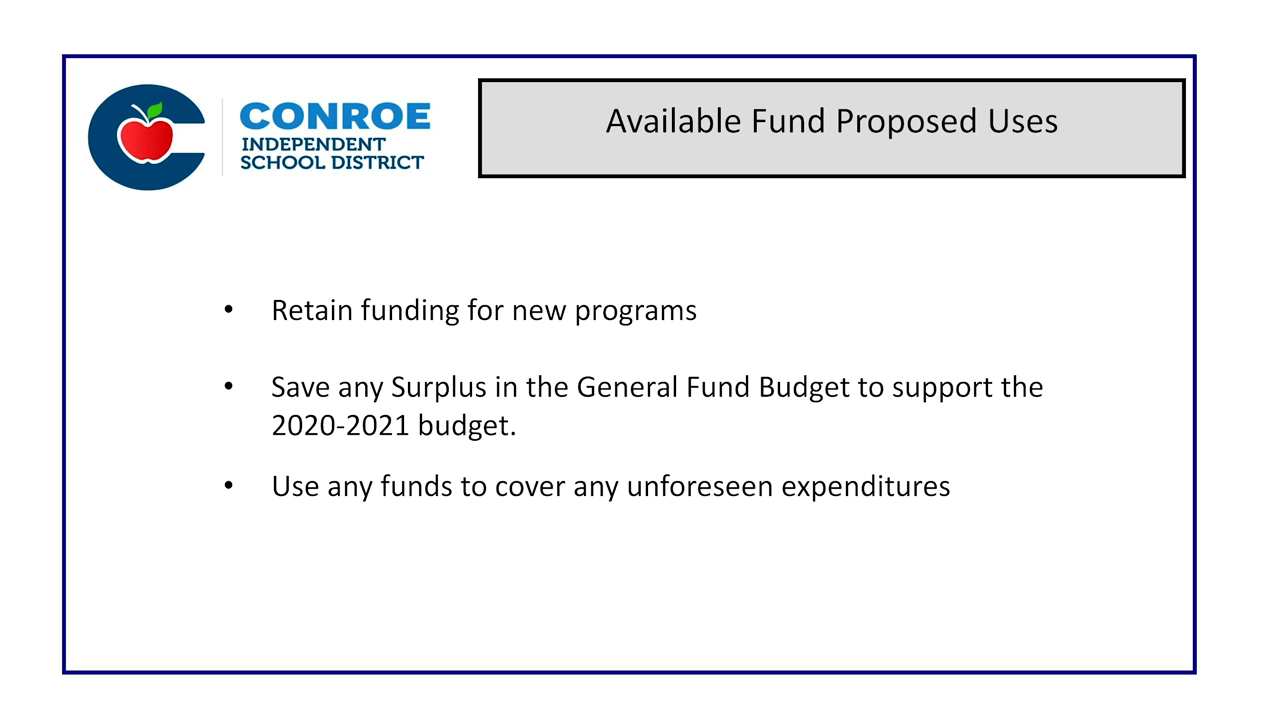 CONROE
INDEPENDENT
SCHOOL DISTRICT
Available Fund Proposed Uses
• Retain funding for new programs
• Save any Surplus in the General Fund Budget to support the
2020-2021 budget.
• Use any funds to cover any unforeseen expenditures